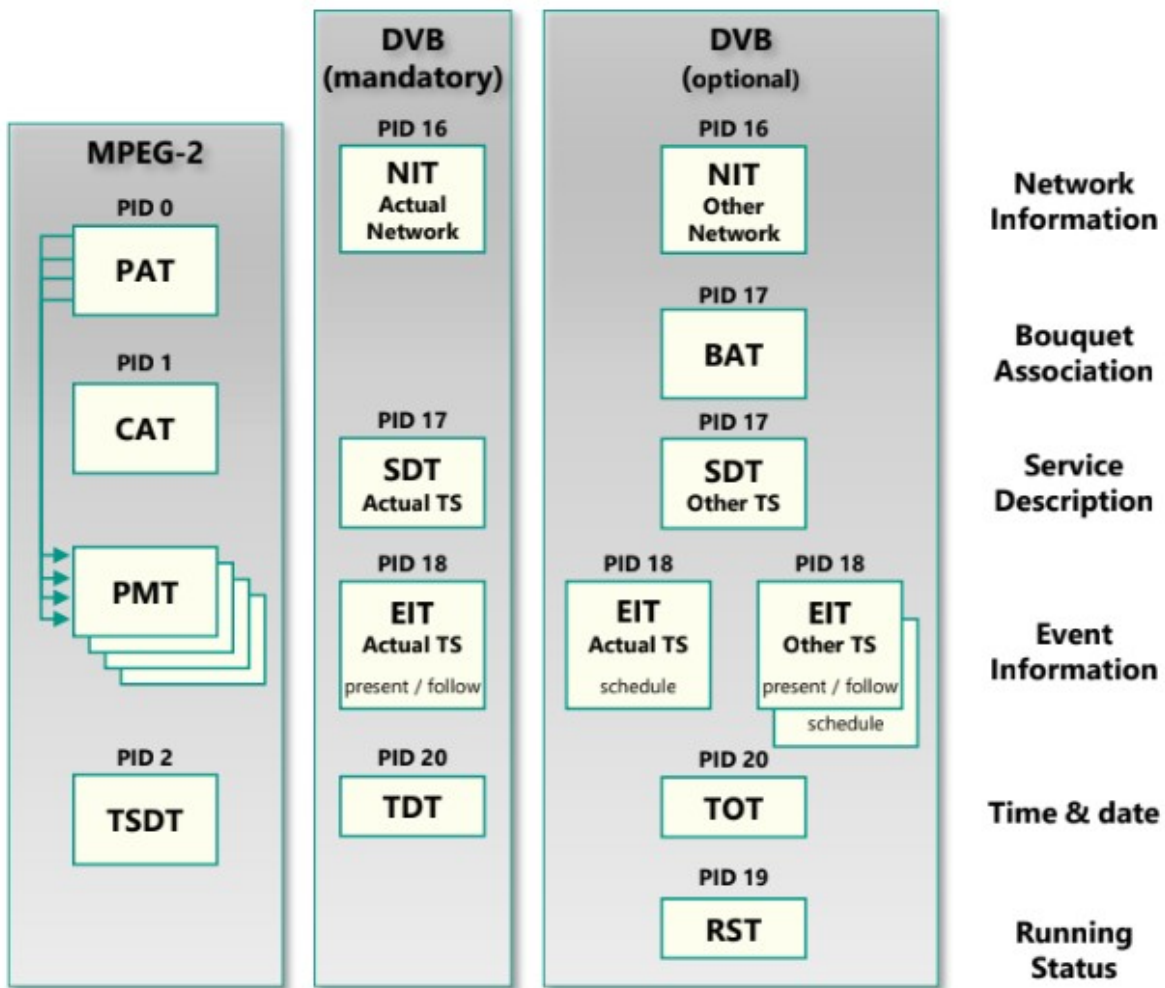 MPEG-2
PID 0
PAT
PID 1
CAT
PMT
PID 2
TSDT
DVB
(mandatory)
PID 16
NIT
Actual
Network
PID 17
SDT
Actual TS
PID 18
EIT
Actual TS
present / follow
PID 20
TDT
DVB
(optional)
PID 16
NIT
Other
Network
PID 17
BAT
PID 17
SDT
Other TS
PID 18
EIT
Actual TS
schedule
PID 18
EIT
Other TS
present / follow
schedule
PID 20
TOT
PID 19
RST
Network
Information
Bouquet
Association
Service
Description
Event
Information
Time & date
Running
Status